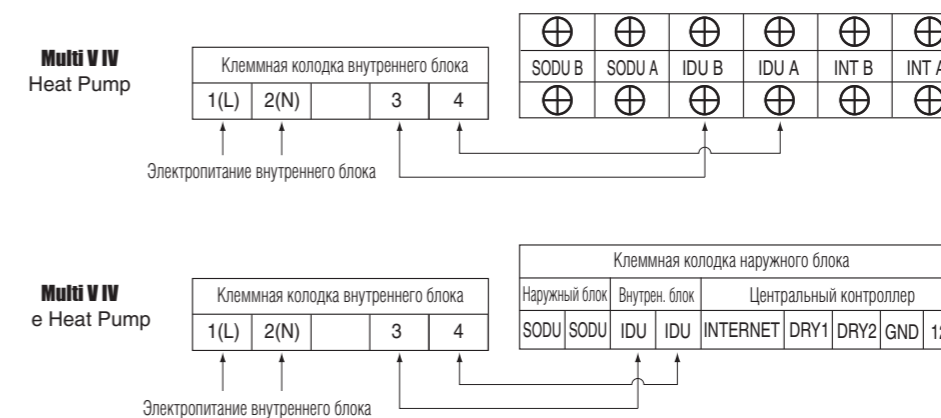 Multi V IV
Heat Pump
Клеммная колодка внутреннего блока
1(L) 2(N) 3 4
Электропитание внутреннего блока
SODU B SODU A IDU B IDU A INT B INT A
Multi V IV
e Heat Pump
Клеммная колодка внутреннего блока
1(L) 2(N) 3 4
Электропитание внутреннего блока
Клеммная колодка наружного блока
Наружный блок Внутрен. блок Центральный контроллер
SODU SODU IDU IDU INTERNET DRY1 DRY2 GND